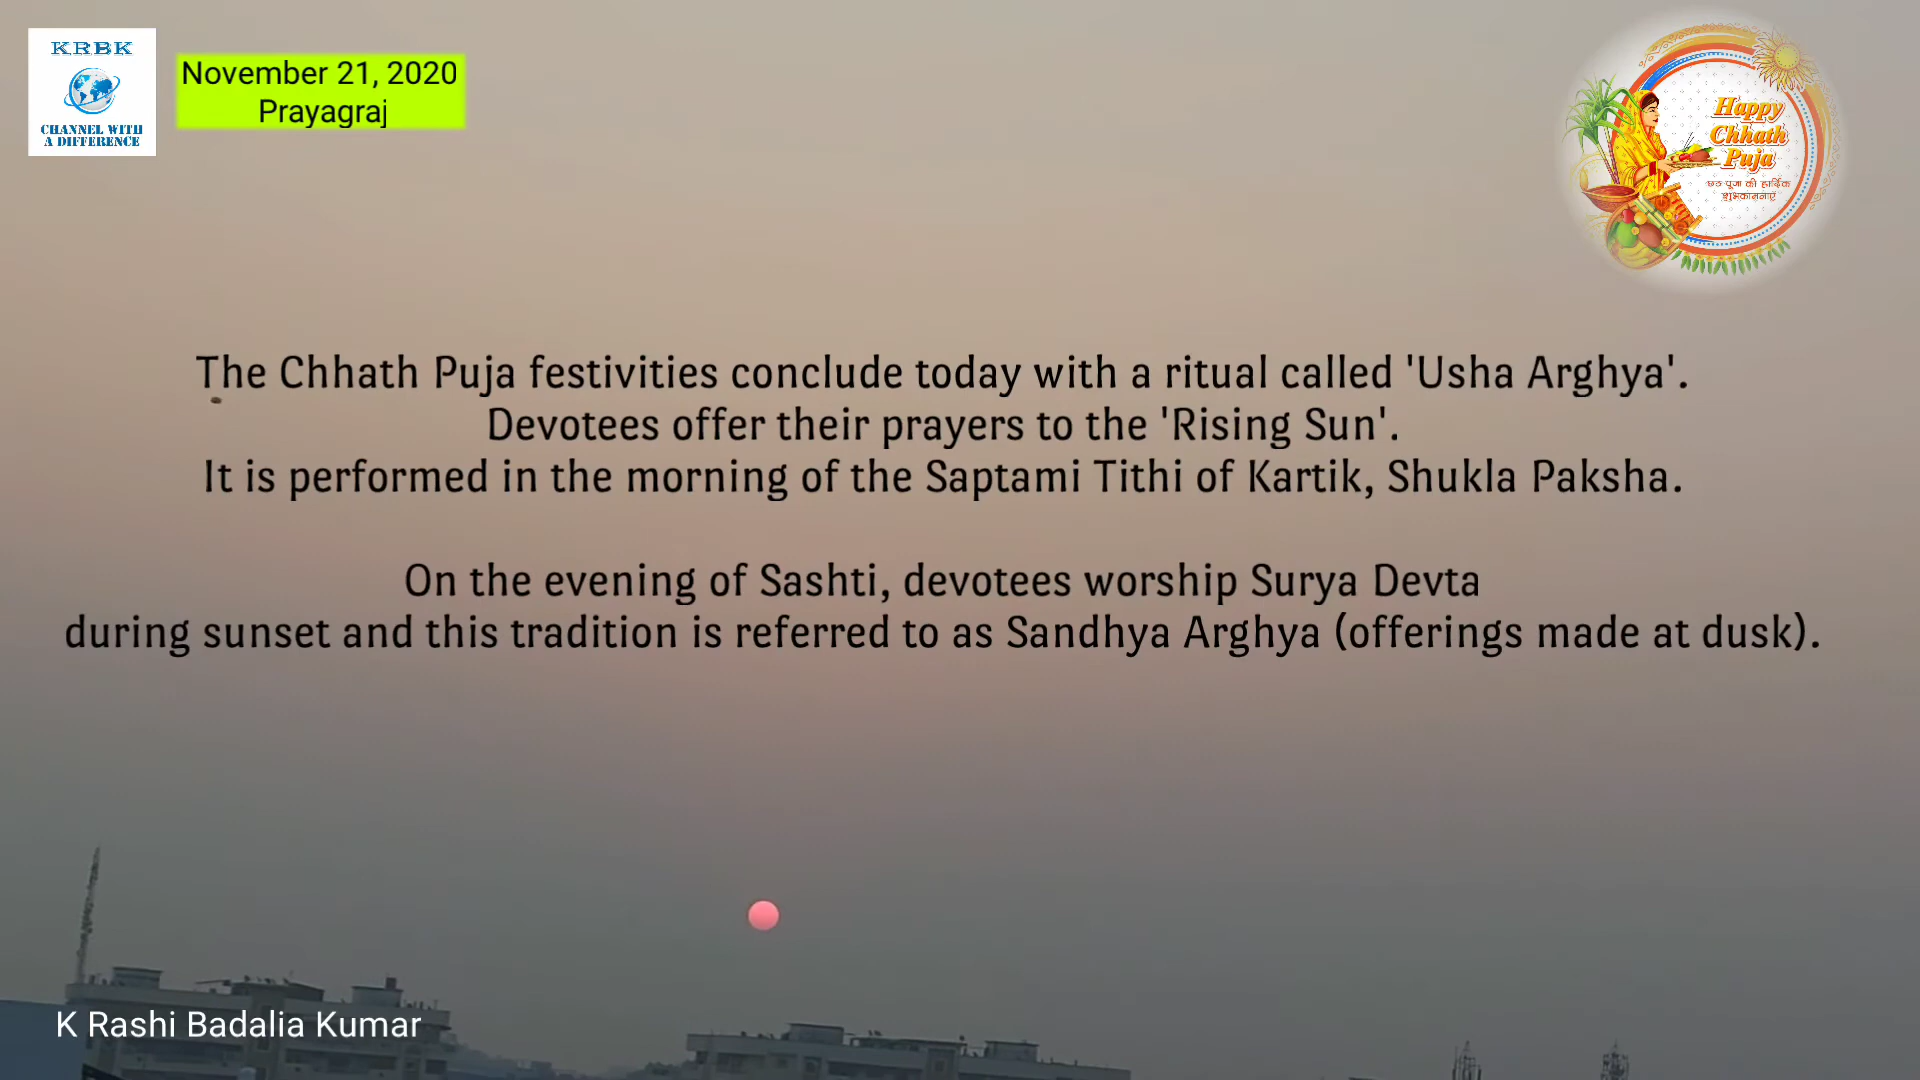 KRBK
CHANNEL WITH
A DIFFERENCE
November 21, 2020
Prayagraj
Happy
Chhath
Puja
छठ पूजा की हार्दिक
शुभकामनाएँ
The Chhath Puja festivities conclude today with a ritual called 'Usha Arghya'.
Devotees offer their prayers to the 'Rising Sun'.
It is performed in the morning of the Saptami Tithi of Kartik, Shukla Paksha.
On the evening of Sashti, devotees worship Surya Devta
during sunset and this tradition is referred to as Sandhya Arghya (offerings made at dusk).
K Rashi Badalia Kumar